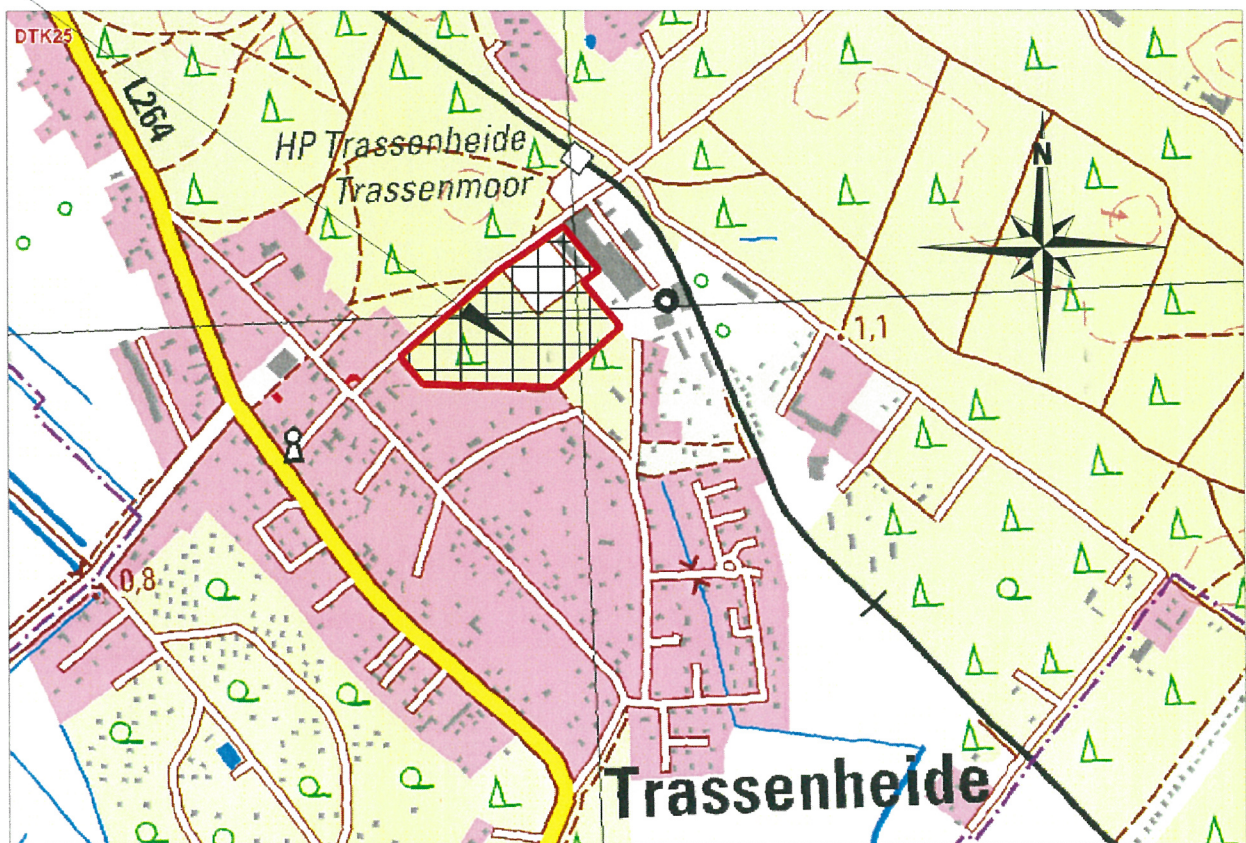 DTK25
L264
HP Trassenheide
Trassenmoor
N
1,1
0,8
Trassenheide